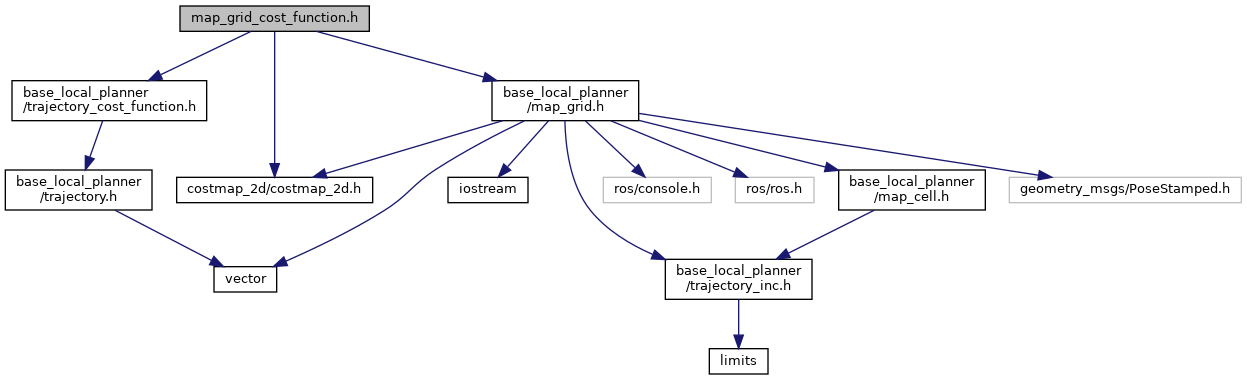 map_grid_cost_function.h
base_local_planner
/trajectory_cost_function.h
base_local_planner
/map_grid.h
base_local_planner
/trajectory.h
costmap_2d/costmap_2d.h
iostream
ros/console.h
ros/ros.h
base_local_planner
/map_cell.h
geometry_msgs/PoseStamped.h
vector
base_local_planner
/trajectory_inc.h
limits